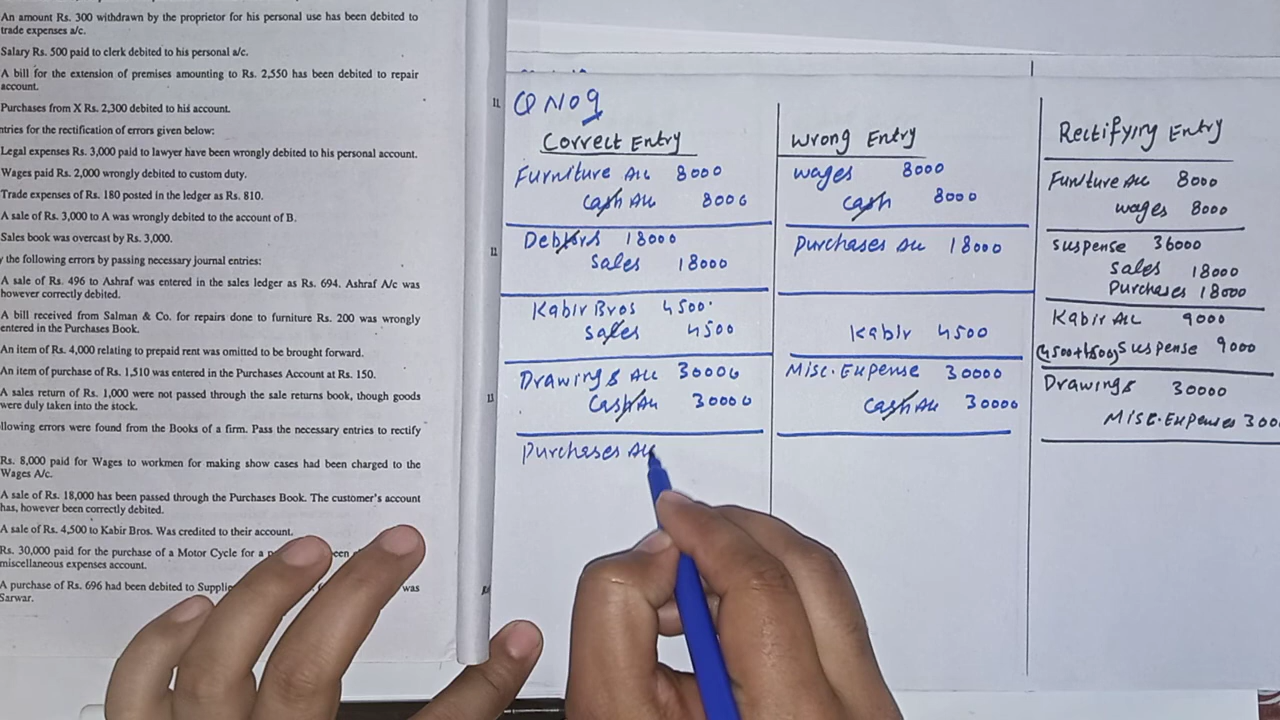 An amount Rs. 300 withdrawn by the proprietor for his personal use has been debited to
trade expenses a/c.
Salary Rs. 500 paid to clerk debited to his personal a/c.
A bill for the extension of premises amounting to Rs. 2,550 has been debited to repair
account.
Purchases from X Rs. 2,300 debited to his account.
ntries for the rectification of errors given below:
Legal expenses Rs. 3,000 paid to lawyer have been wrongly debited to his personal account.
Wages paid Rs. 2,000 wrongly debited to custom duty.
Trade expenses of Rs. 180 posted in the ledger as Rs. 810.
A sale of Rs. 3,000 to A was wrongly debited to the account of B.
Sales book was overcast by Rs. 3,000.
y the following errors by passing necessary journal entries:
A sale of Rs. 496 to Ashraf was entered in the sales ledger as Rs. 694. Ashraf A/c was
however correctly debited.
A bill received from Salman & Co. for repairs done to furniture Rs. 200 was wrongly
entered in the Purchases Book.
An item of Rs. 4,000 relating to prepaid rent was omitted to be brought forward.
An item of purchase of Rs. 1,510 was entered in the Purchases Account at Rs. 150.
A sales return of Rs. 1,000 were not passed through the sale returns book, though goods
were duly taken into the stock.
llowing errors were found from the Books of a firm. Pass the necessary entries to rectify
Rs. 8,000 paid for Wages to workmen for making show cases had been charged to the
Wages A/c.
A sale of Rs. 18,000 has been passed through the Purchases Book. The customer's account
has, however been correctly debited.
A sale of Rs. 4,500 to Kabir Bros. Was credited to their account.
Rs. 30,000 paid for the purchase of a Motor Cycle for a
miscellaneous expenses account.
A purchase of Rs. 696 had been debited to was
Sarwar.
11
12
13
Q No 9
Correct Entry
Furniture A/c 8000
Cash A/c 8000
Debtors 18000
Sales 18000
Kabir Bros 4500
Sales 4500
Drawings A/c 30000
Cash A/c 30000
Purchases A/c
Wrong Entry
wages 8000
cash 8000
Purchases A/c 18000
Kabir 4500
Misc. Expense 30000
Cash A/c 30000
Rectifying Entry
Funiture A/c 8000
wages 8000
Suspense 36000
Sales 18000
Purchases 18000
Kabir A/c 9000
(4500+4500) Suspense 9000
Drawings 30000
Misc. Expenses 300